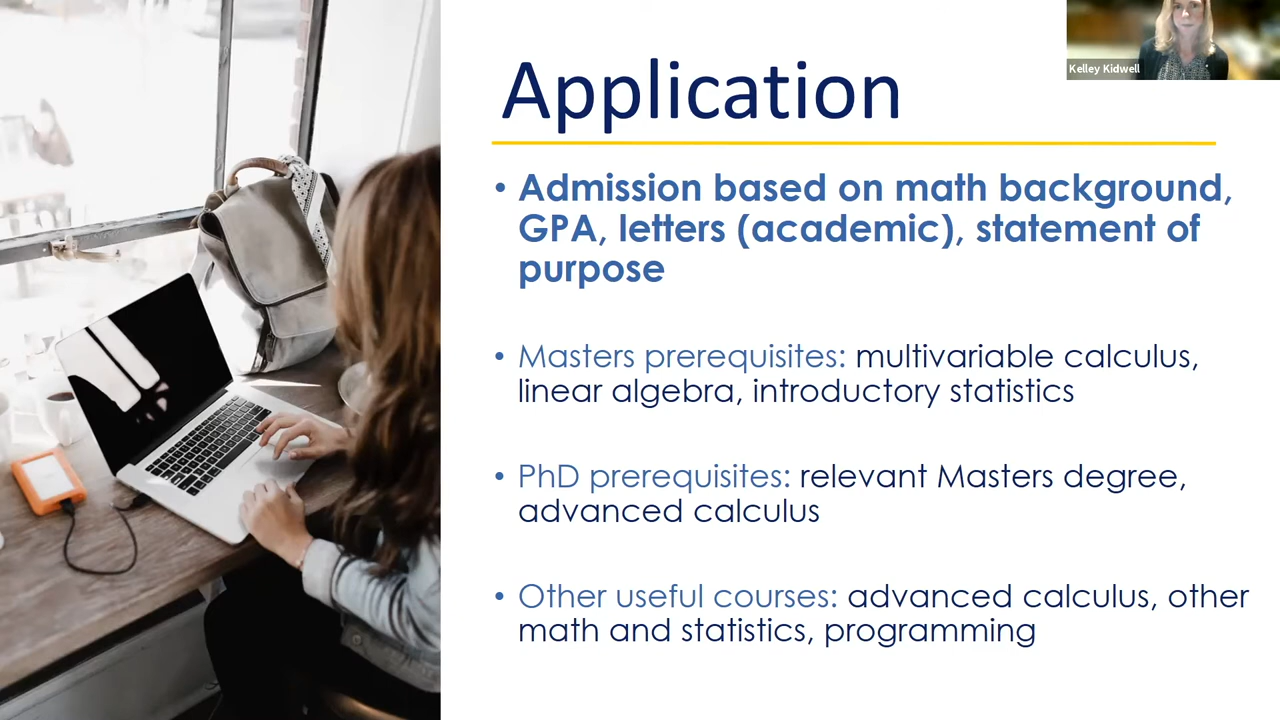 Kelley Kidwell
Application
• Admission based on math background,
GPA, letters (academic), statement of
purpose
• Masters prerequisites: multivariable calculus,
linear algebra, introductory statistics
• PhD prerequisites: relevant Masters degree,
advanced calculus
• Other useful courses: advanced calculus, other
math and statistics, programming